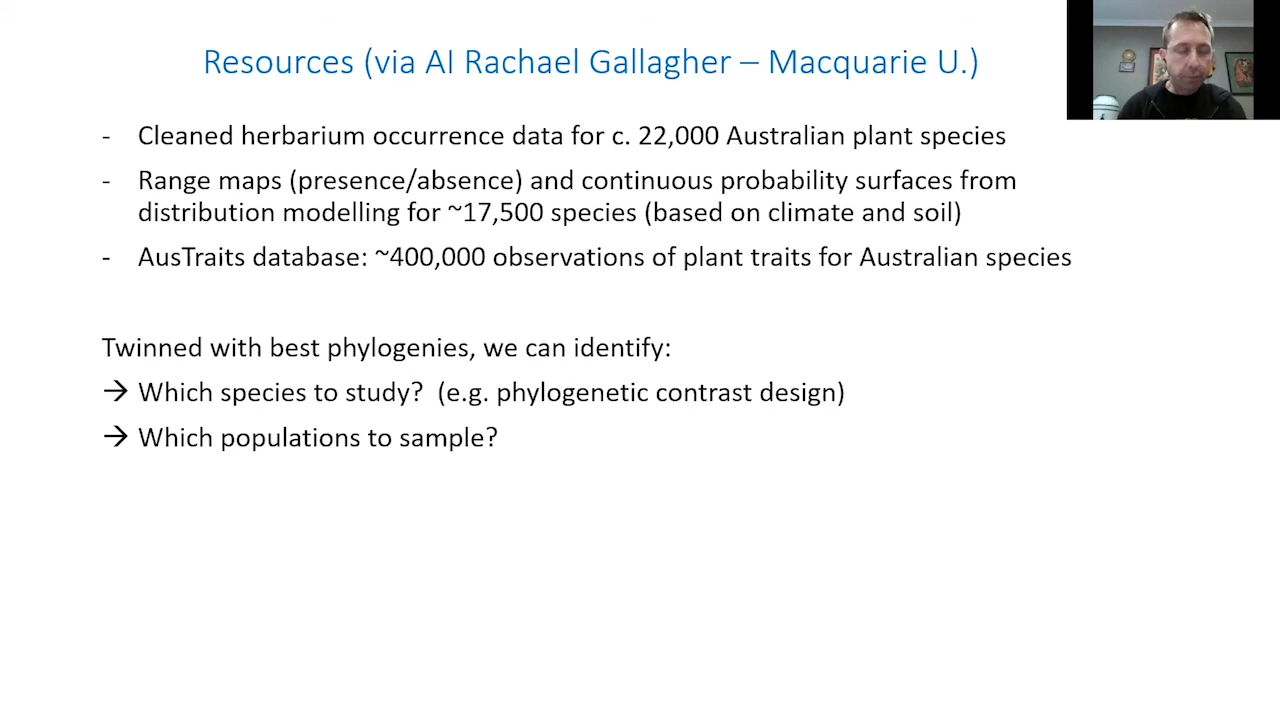 Resources (via AI Rachael Gallagher – Macquarie U.)
- Cleaned herbarium occurrence data for c. 22,000 Australian plant species
- Range maps (presence/absence) and continuous probability surfaces from
distribution modelling for ~17,500 species (based on climate and soil)
- AusTraits database: ~400,000 observations of plant traits for Australian species
Twinned with best phylogenies, we can identify:
→ Which species to study? (e.g. phylogenetic contrast design)
→ Which populations to sample?